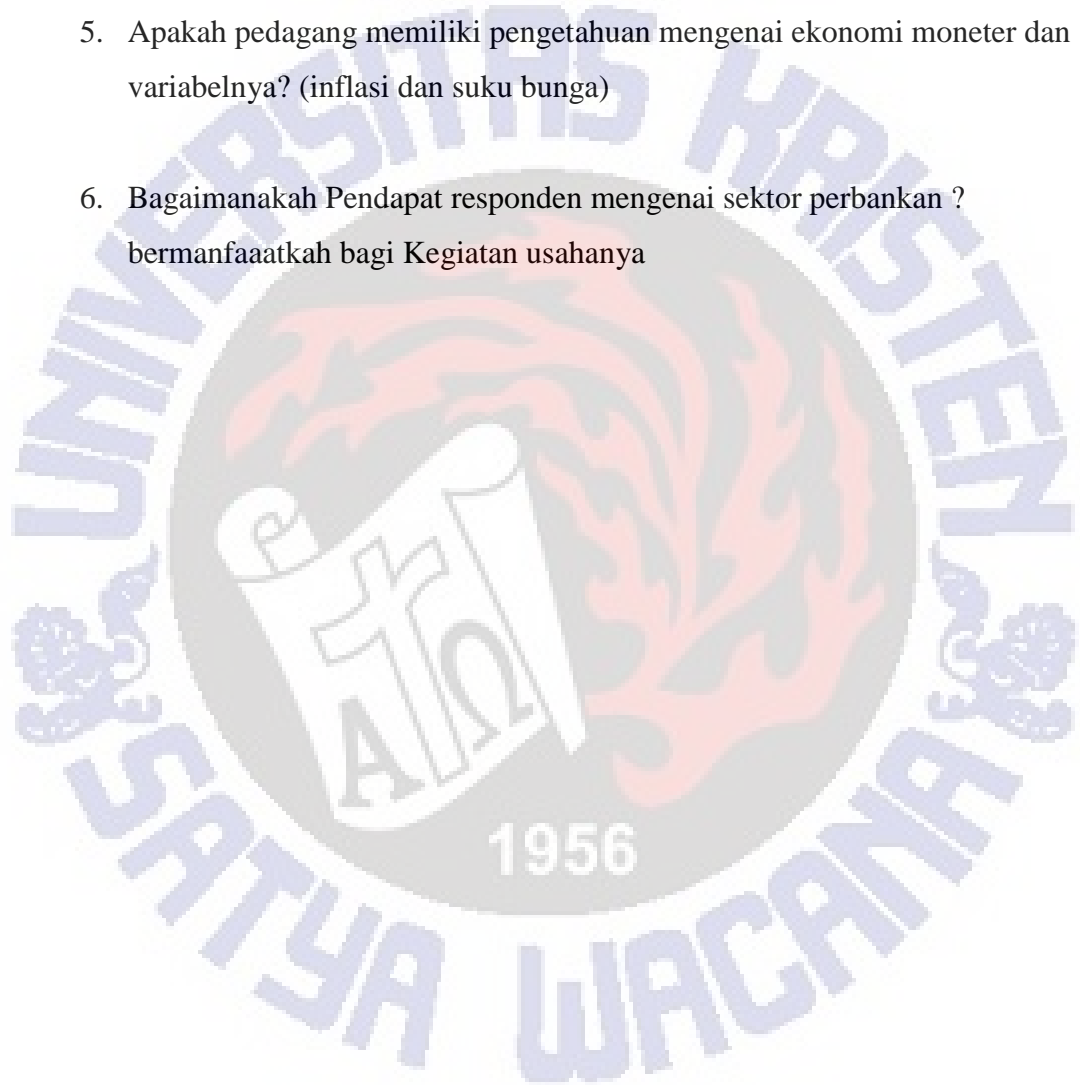 5. Apakah pedagang memiliki pengetahuan mengenai ekonomi moneter dan
variabelnya? (inflasi dan suku bunga)
6. Bagaimanakah Pendapat responden mengenai sektor perbankan ?
bermanfaaatkah bagi Kegiatan usahanya
UNIVERSITAS KRISTEN
SATYA WACANA
Α Ω
1956